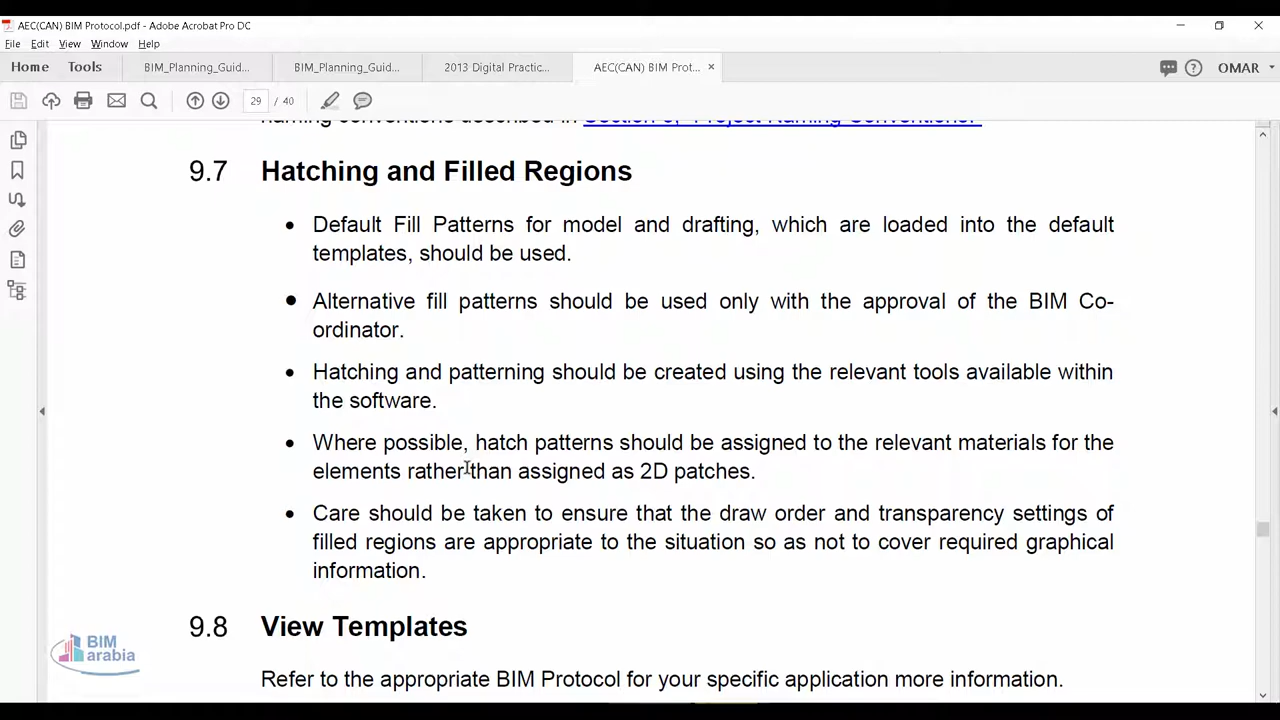 AEC(CAN) BIM Protocol.pdf - Adobe Acrobat Pro DC
File Edit View Window Help
Home Tools BIM_Planning_Guid... BIM_Planning_Guid... 2013 Digital Practic... AEC(CAN) BIM Prot... × OMAR
29 / 40
naming conventions described in Section 
9.7 Hatching and Filled Regions
• Default Fill Patterns for model and drafting, which are loaded into the default
templates, should be used.
• Alternative fill patterns should be used only with the approval of the BIM Co-
ordinator.
• Hatching and patterning should be created using the relevant tools available within
the software.
• Where possible, hatch patterns should be assigned to the relevant materials for the
elements rather than assigned as 2D patches.
• Care should be taken to ensure that the draw order and transparency settings of
filled regions are appropriate to the situation so as not to cover required graphical
information.
9.8 View Templates
BIM
arabia
Refer to the appropriate BIM Protocol for your specific application more information.